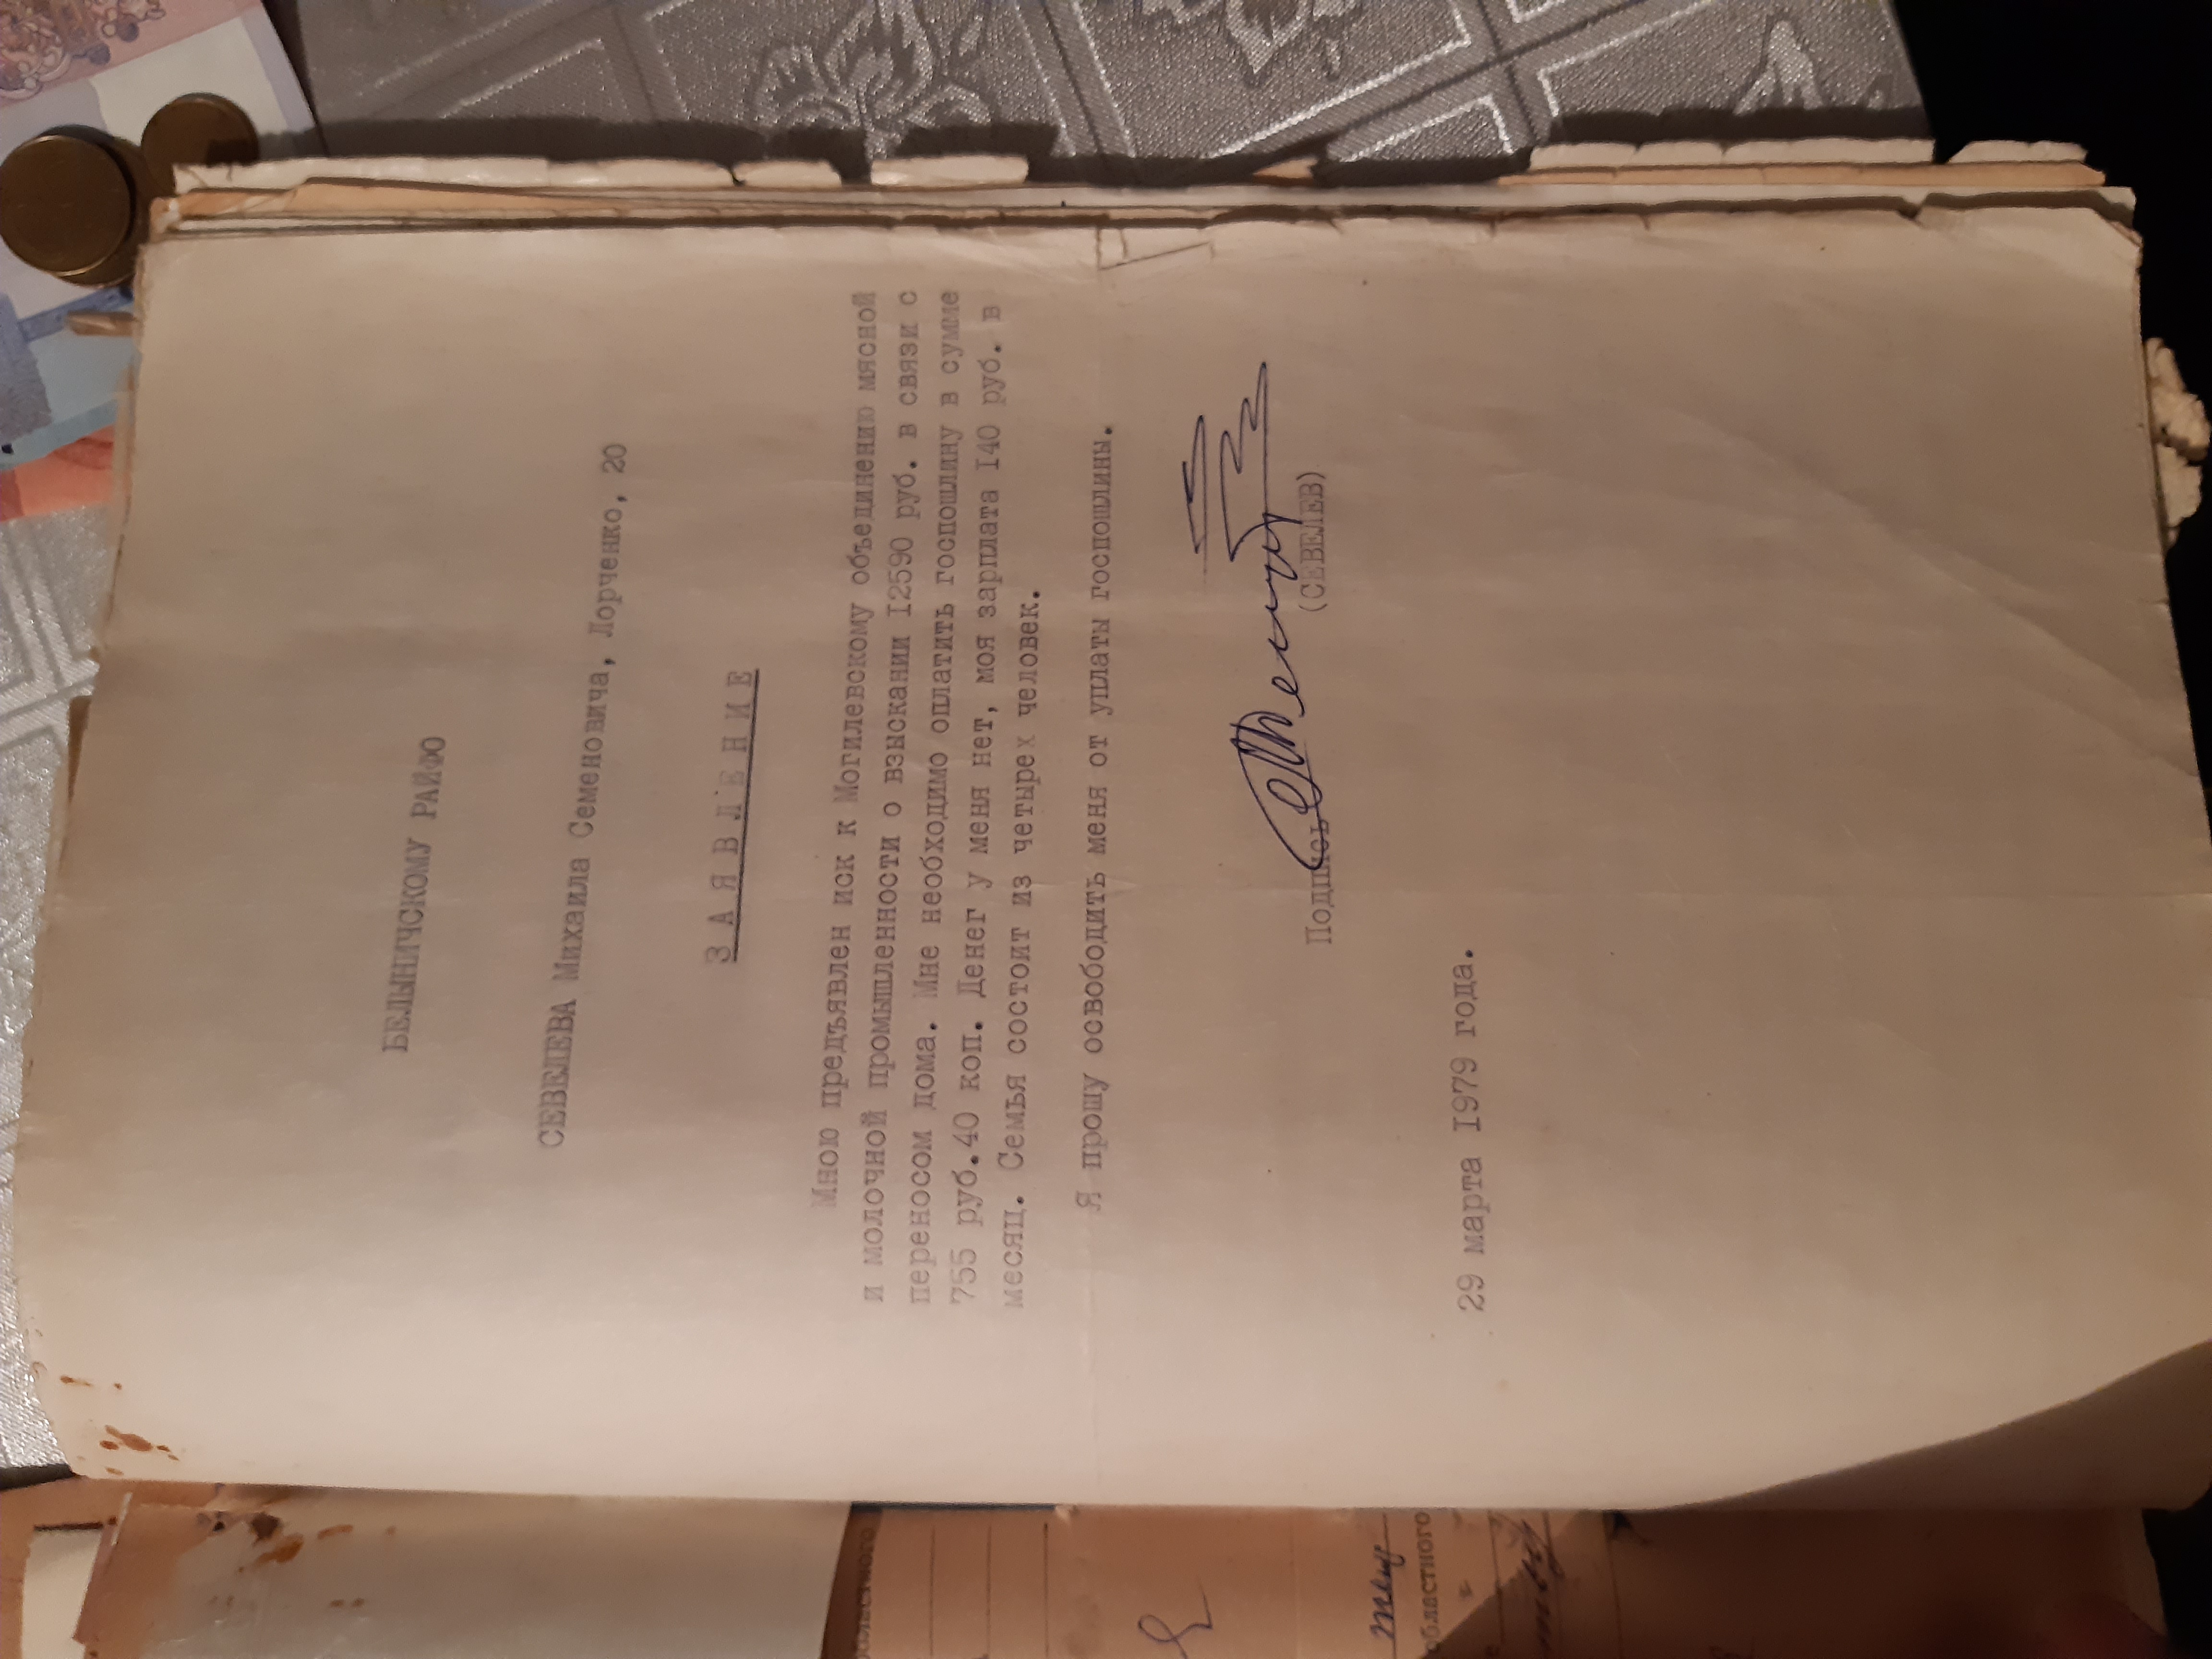 БЕЛЫНИЧСКОМУ РАЙФО
СЕВЕЛЕВА Михаила Семеновича, Лорченко, 20
ЗАЯВЛЕНИЕ
Мною предъявлен иск к Могилевскому объединению мясной
и молочной промышленности о взыскании I2590 руб. в связи с
переносом дома. Мне необходимо оплатить госпошлину в сумме
755 руб.40 коп. Денег у меня нет, моя зарплата I40 руб. в
месяц. Семья состоит из четырех человек.
Я прошу освободить меня от уплаты госпошлины.
Подпись (СЕВЕЛЕВ)
29 марта I979 года.
областного
областного